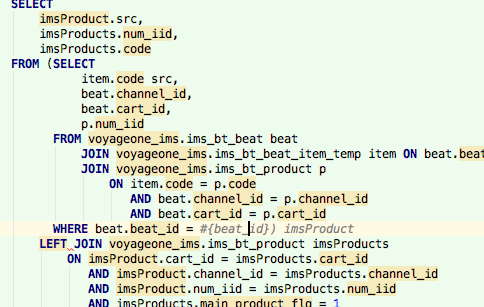 SELECT
imsProduct.src,
imsProducts.num_iid,
imsProducts.code
FROM (SELECT
item.code src,
beat.channel_id,
beat.cart_id,
p.num_iid
FROM voyageone_ims.ims_bt_beat beat
JOIN voyageone_ims.ims_bt_beat_item_temp item ON beat.beat
JOIN voyageone_ims.ims_bt_product p
ON item.code = p.code
AND beat.channel_id = p.channel_id
AND beat.cart_id = p.cart_id
WHERE beat.beat_id = #{beat_id}) imsProduct
LEFT JOIN voyageone_ims.ims_bt_product imsProducts
ON imsProduct.cart_id = imsProducts.cart_id
AND imsProduct.channel_id = imsProducts.channel_id
AND imsProduct.num_iid = imsProducts.num_iid
AND imsProducts.main_product_flg = 1